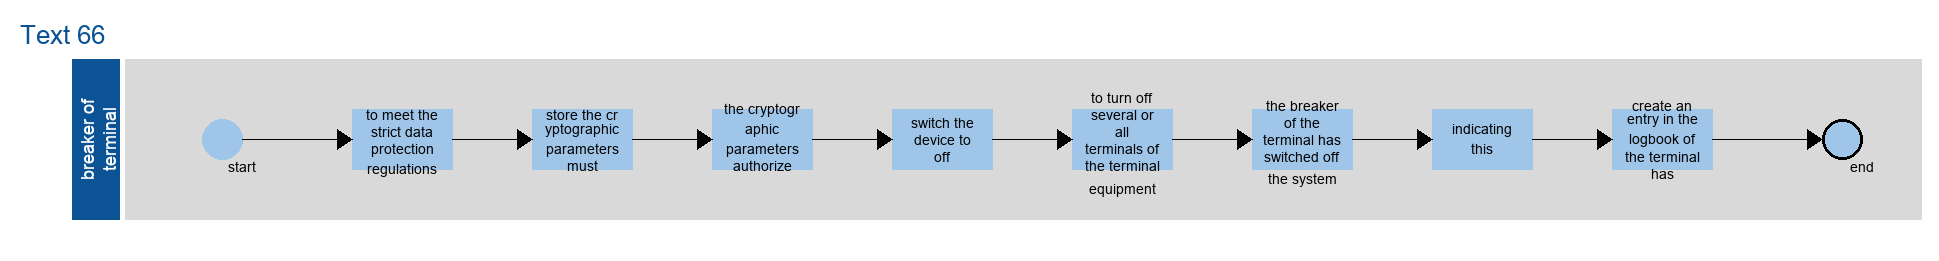 Text 66
breaker of
terminal
start
to meet the
strict data
protection
regulations
store the cr
yptographic
parameters
must
the cryptogr
aphic
parameters
authorize
switch the
device to
off
to turn off
several or
all
terminals of
the terminal
equipment
the breaker
of the
terminal has
switched off
the system
indicating
this
create an
entry in the
logbook of
the terminal
has
end